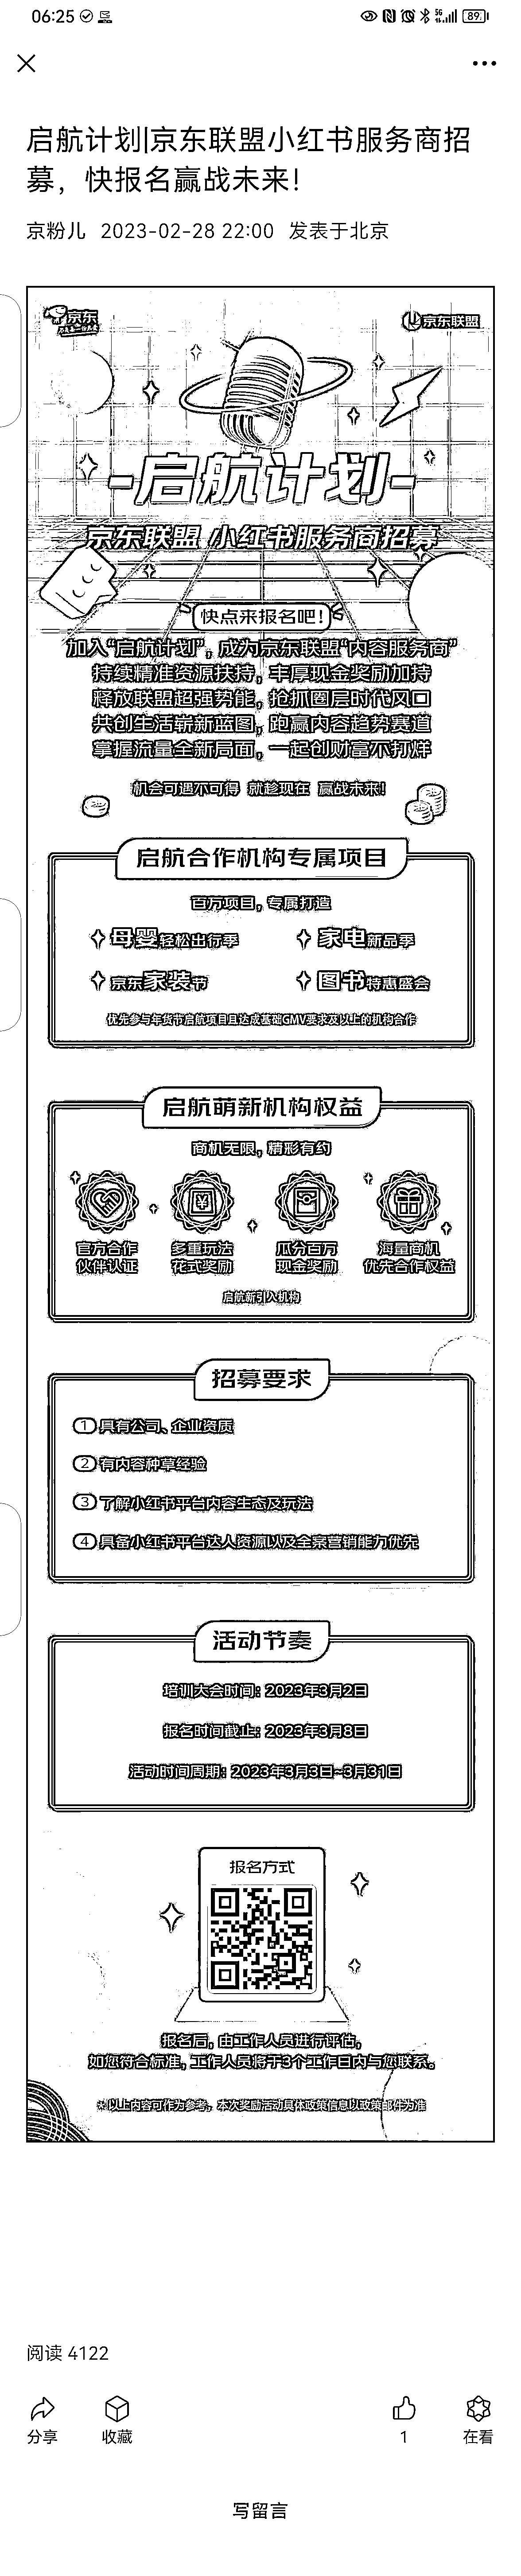 06:25
5G
89
启航计划|京东联盟小红书服务商招
募，快报名赢战未来！
京粉儿 2023-02-28 22:00 发表于北京
京东
京东联盟
启航计划
京东联盟 小红书服务商招募
快点来报名吧！
加入“启航计划”，成为京东联盟“内容服务商”
持续精准资源扶持，丰厚现金奖励加持
释放联盟超强势能，抢抓圈层时代风口
共创生活崭新蓝图，跑赢内容趋势赛道
掌握流量全新局面，一起创财富不打烊
机会可遇不可得 就趁现在 赢战未来！
启航合作机构专属项目
百万项目，专属打造
母婴轻松出行季
家电新品季
京东家装节
图书特惠盛会
优先参与年货节启航项目且达成基础GMV要求及以上的机构合作
启航萌新机构权益
商机无限，精彩有约
官方合作
伙伴认证
多重玩法
花式奖励
瓜分百万
现金奖励
海量商机
优先合作权益
启航新引入机构
招募要求
1 具有公司、企业资质
2 有内容种草经验
3 了解小红书平台内容生态及玩法
4 具备小红书平台达人资源以及全案营销能力优先
活动节奏
培训大会时间：2023年3月2日
报名时间截止：2023年3月8日
活动时间周期：2023年3月3日~3月31日
报名方式
报名后，由工作人员进行评估，
如您符合标准，工作人员将于3个工作日内与您联系。
*以上内容可作为参考，本次奖励活动具体政策信息以政策邮件为准
阅读 4122
分享
收藏
1
在看
写留言